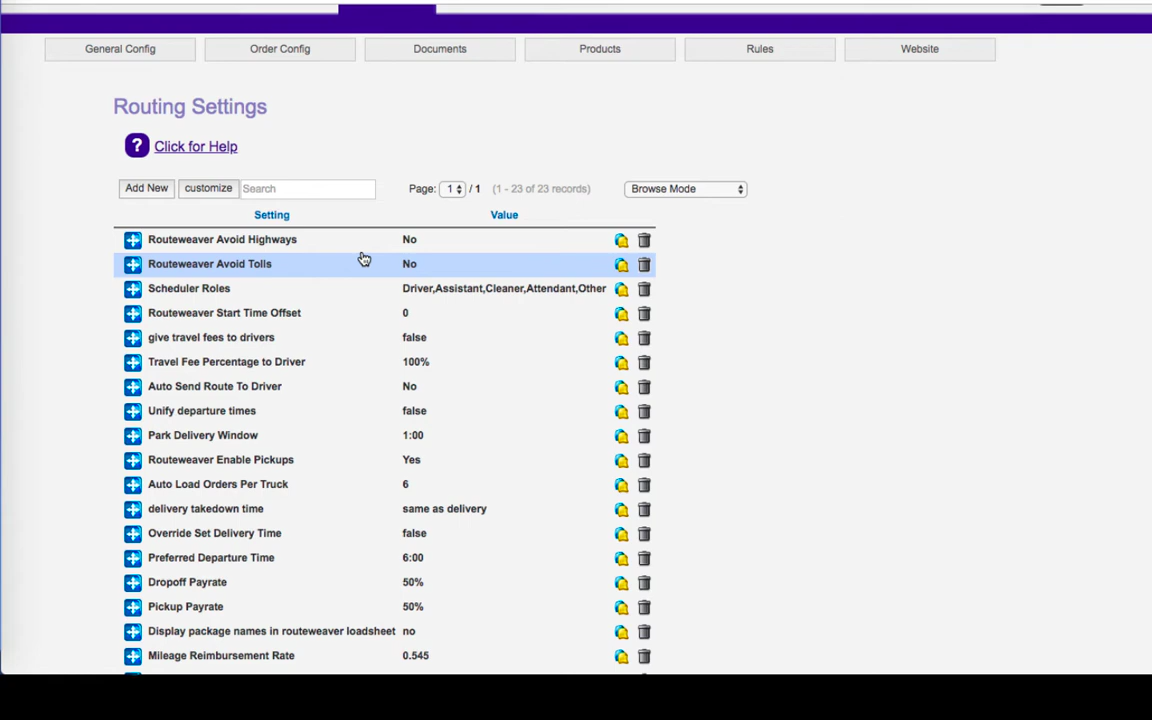 General Config Order Config Documents Products Rules Website
Routing Settings
? Click for Help
Add New customize Search Page: 1 / 1 (1 - 23 of 23 records) Browse Mode
Setting Value
Routeweaver Avoid Highways No
Routeweaver Avoid Tolls No
Scheduler Roles Driver,Assistant,Cleaner,Attendant,Other
Routeweaver Start Time Offset 0
give travel fees to drivers false
Travel Fee Percentage to Driver 100%
Auto Send Route To Driver No
Unify departure times false
Park Delivery Window 1:00
Routeweaver Enable Pickups Yes
Auto Load Orders Per Truck 6
delivery takedown time same as delivery
Override Set Delivery Time false
Preferred Departure Time 6:00
Dropoff Payrate 50%
Pickup Payrate 50%
Display package names in routeweaver loadsheet no
Mileage Reimbursement Rate 0.545